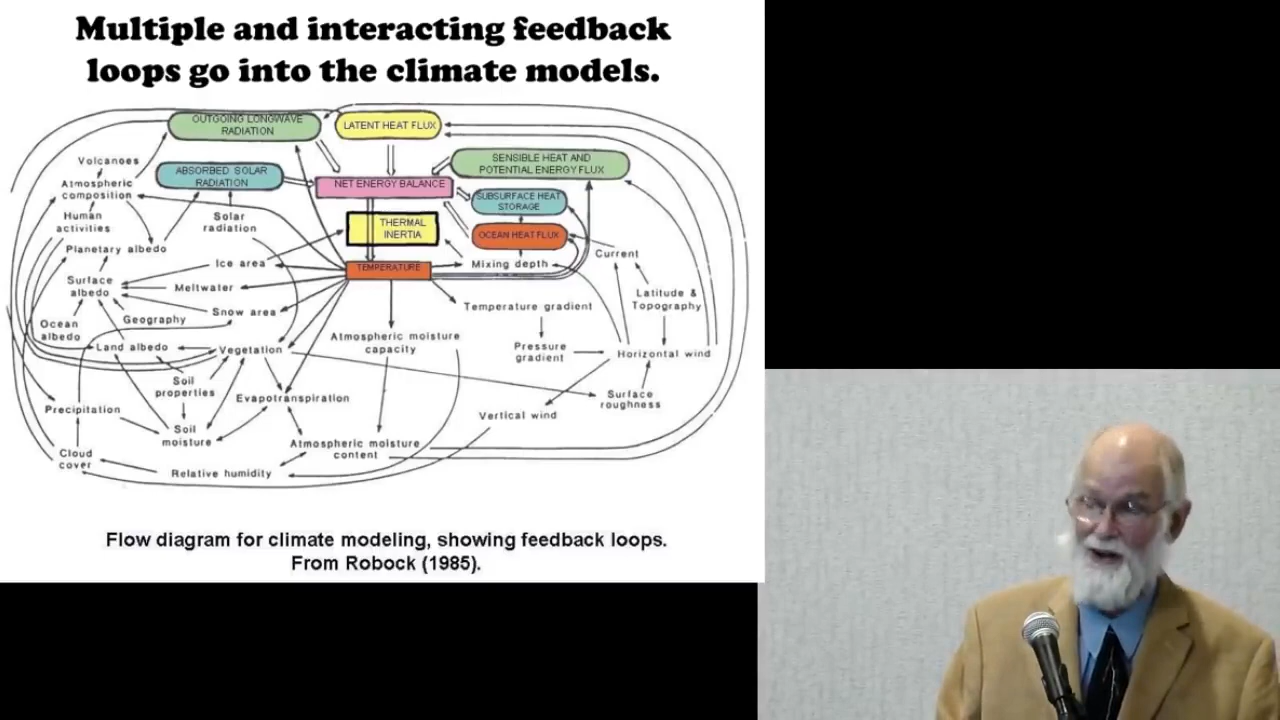 Multiple and interacting feedback
loops go into the climate models.
OUTGOING LONGWAVE
RADIATION
LATENT HEAT FLUX
SENSIBLE HEAT AND
POTENTIAL ENERGY FLUX
Volcanoes
ABSORBED SOLAR
RADIATION
NET ENERGY BALANCE
Atmospheric
composition
SUBSURFACE HEAT
STORAGE
Human
activities
Solar
radiation
THERMAL
INERTIA
OCEAN HEAT FLUX
Planetary albedo
Current
Ice area
TEMPERATURE
Mixing depth
Surface
albedo
Meltwater
Latitude &
Topography
Geography
Snow area
Temperature gradient
Ocean
albedo
Land albedo
Vegetation
Atmospheric moisture
capacity
Pressure
gradient
Horizontal wind
Soil
properties
Evapotranspiration
Surface
roughness
Precipitation
Vertical wind
Soil
moisture
Atmospheric moisture
content
Cloud
cover
Relative humidity
Flow diagram for climate modeling, showing feedback loops.
From Robock (1985).